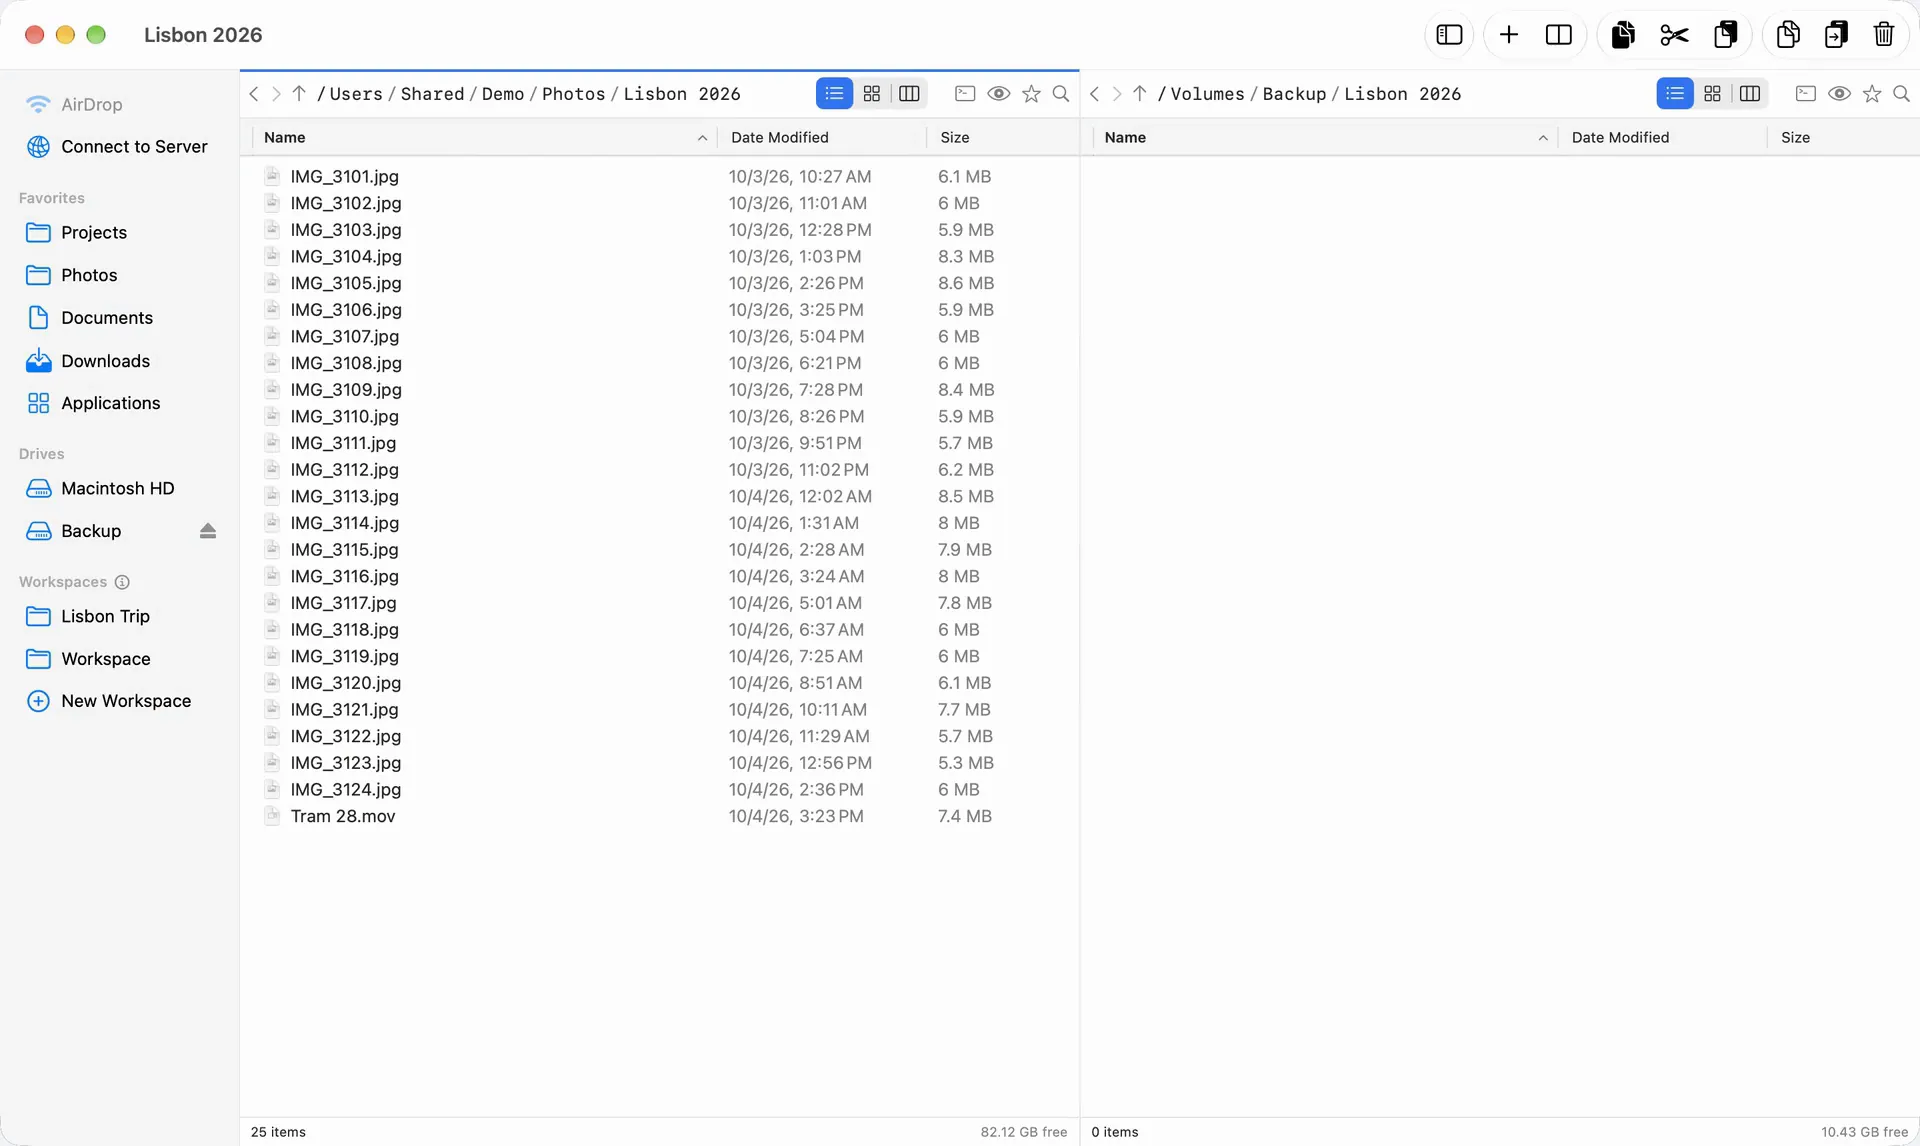 Lisbon 2026
AirDrop
Connect to Server
Favorites
Projects
Photos
Documents
Downloads
Applications
Drives
Macintosh HD
Backup
Workspaces
Lisbon Trip
Workspace
New Workspace
/Users/Shared/Demo/Photos/Lisbon 2026
Name Date Modified Size
IMG_3101.jpg 10/3/26, 10:27 AM 6.1 MB
IMG_3102.jpg 10/3/26, 11:01 AM 6 MB
IMG_3103.jpg 10/3/26, 12:28 PM 5.9 MB
IMG_3104.jpg 10/3/26, 1:03 PM 8.3 MB
IMG_3105.jpg 10/3/26, 2:26 PM 8.6 MB
IMG_3106.jpg 10/3/26, 3:25 PM 5.9 MB
IMG_3107.jpg 10/3/26, 5:04 PM 6 MB
IMG_3108.jpg 10/3/26, 6:21 PM 6 MB
IMG_3109.jpg 10/3/26, 7:28 PM 8.4 MB
IMG_3110.jpg 10/3/26, 8:26 PM 5.9 MB
IMG_3111.jpg 10/3/26, 9:51 PM 5.7 MB
IMG_3112.jpg 10/3/26, 11:02 PM 6.2 MB
IMG_3113.jpg 10/4/26, 12:02 AM 8.5 MB
IMG_3114.jpg 10/4/26, 1:31 AM 8 MB
IMG_3115.jpg 10/4/26, 2:28 AM 7.9 MB
IMG_3116.jpg 10/4/26, 3:24 AM 8 MB
IMG_3117.jpg 10/4/26, 5:01 AM 7.8 MB
IMG_3118.jpg 10/4/26, 6:37 AM 6 MB
IMG_3119.jpg 10/4/26, 7:25 AM 6 MB
IMG_3120.jpg 10/4/26, 8:51 AM 6.1 MB
IMG_3121.jpg 10/4/26, 10:11 AM 7.7 MB
IMG_3122.jpg 10/4/26, 11:29 AM 5.7 MB
IMG_3123.jpg 10/4/26, 12:56 PM 5.3 MB
IMG_3124.jpg 10/4/26, 2:36 PM 6 MB
Tram 28.mov 10/4/26, 3:23 PM 7.4 MB
25 items 82.12 GB free
/Volumes/Backup/Lisbon 2026
Name Date Modified Size
0 items 10.43 GB free